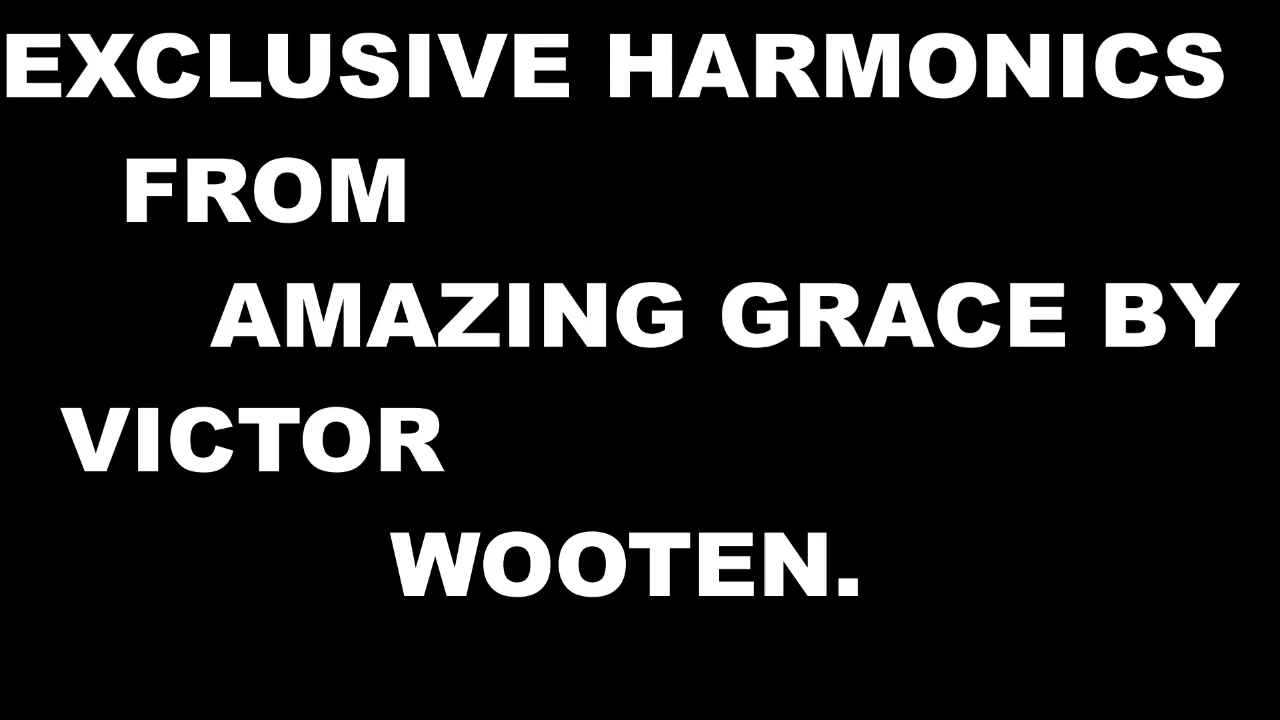 EXCLUSIVE HARMONICS
FROM
AMAZING GRACE BY
VICTOR
WOOTEN.